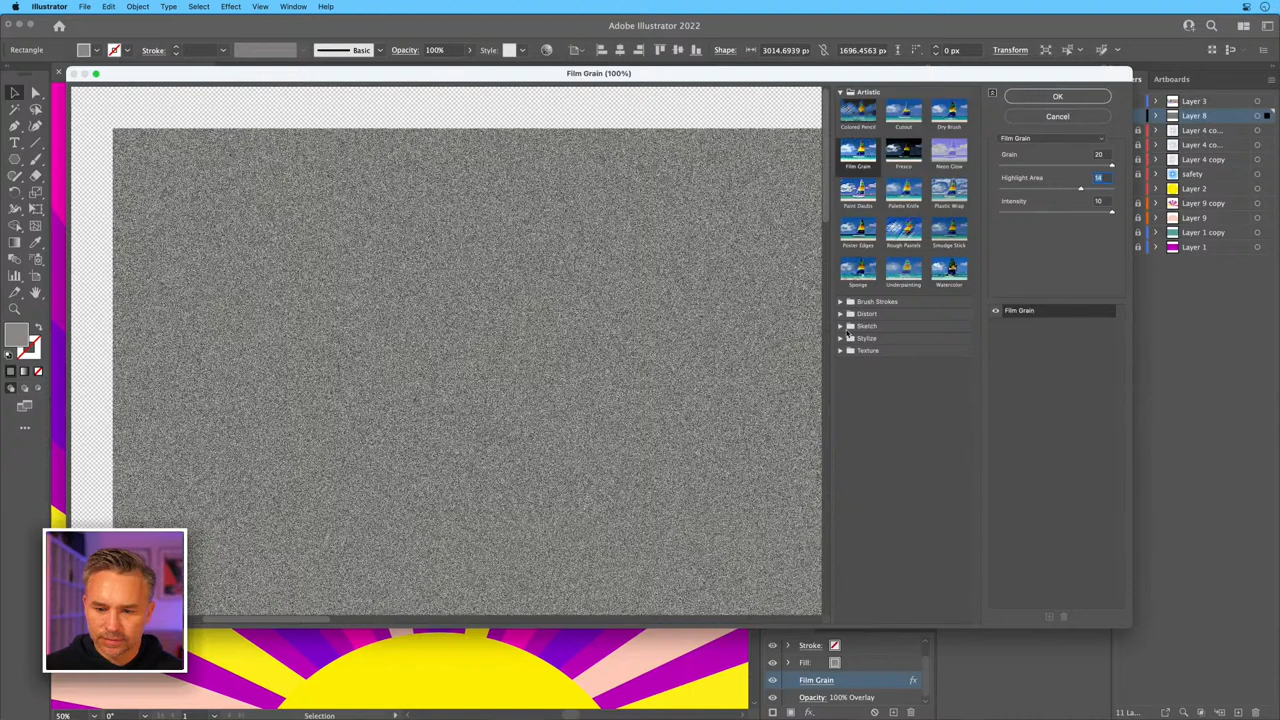 Illustrator File Edit Object Type Select Effect View Window Help
Adobe Illustrator 2022
Rectangle Stroke: Basic Opacity: 100% Style: Shape: 3014.6939 px 1696.4563 px 0 px Transform
Film Grain (100%)
Artboards
Artistic
Colored Pencil Cutout Dry Brush
Film Grain Fresco Neon Glow
Paint Daubs Palette Knife Plastic Wrap
Poster Edges Rough Pastels Smudge Stick
Sponge Underpainting Watercolor
Brush Strokes
Distort
Sketch
Stylize
Texture
OK
Cancel
Film Grain
Grain 20
Highlight Area 14
Intensity 10
Film Grain
Layer 3
Layer 8
Layer 4 co...
Layer 4 co...
Layer 4 copy
safety
Layer 2
Layer 9 copy
Layer 9
Layer 1 copy
Layer 1
Stroke:
Fill:
Film Grain fx
Opacity: 100% Overlay
fx.
50% 0° 1 Selection
11 La...